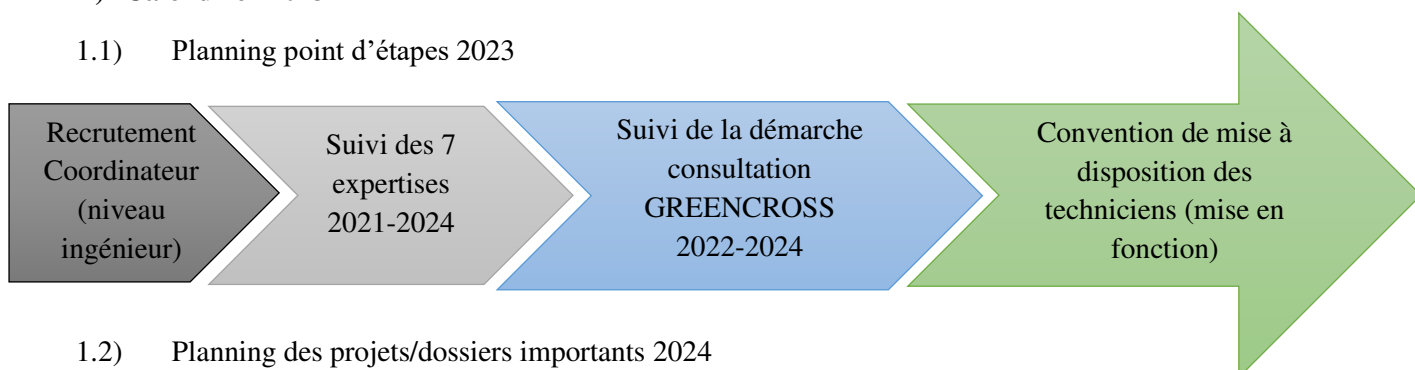 1.1) Planning point d’étapes 2023
Recrutement
Coordinateur
(niveau
ingénieur)
Suivi des 7
expertises
2021-2024
Suivi de la démarche
consultation
GREENCROSS
2022-2024
Convention de mise à
disposition des
techniciens (mise en
fonction)
1.2) Planning des projets/dossiers importants 2024